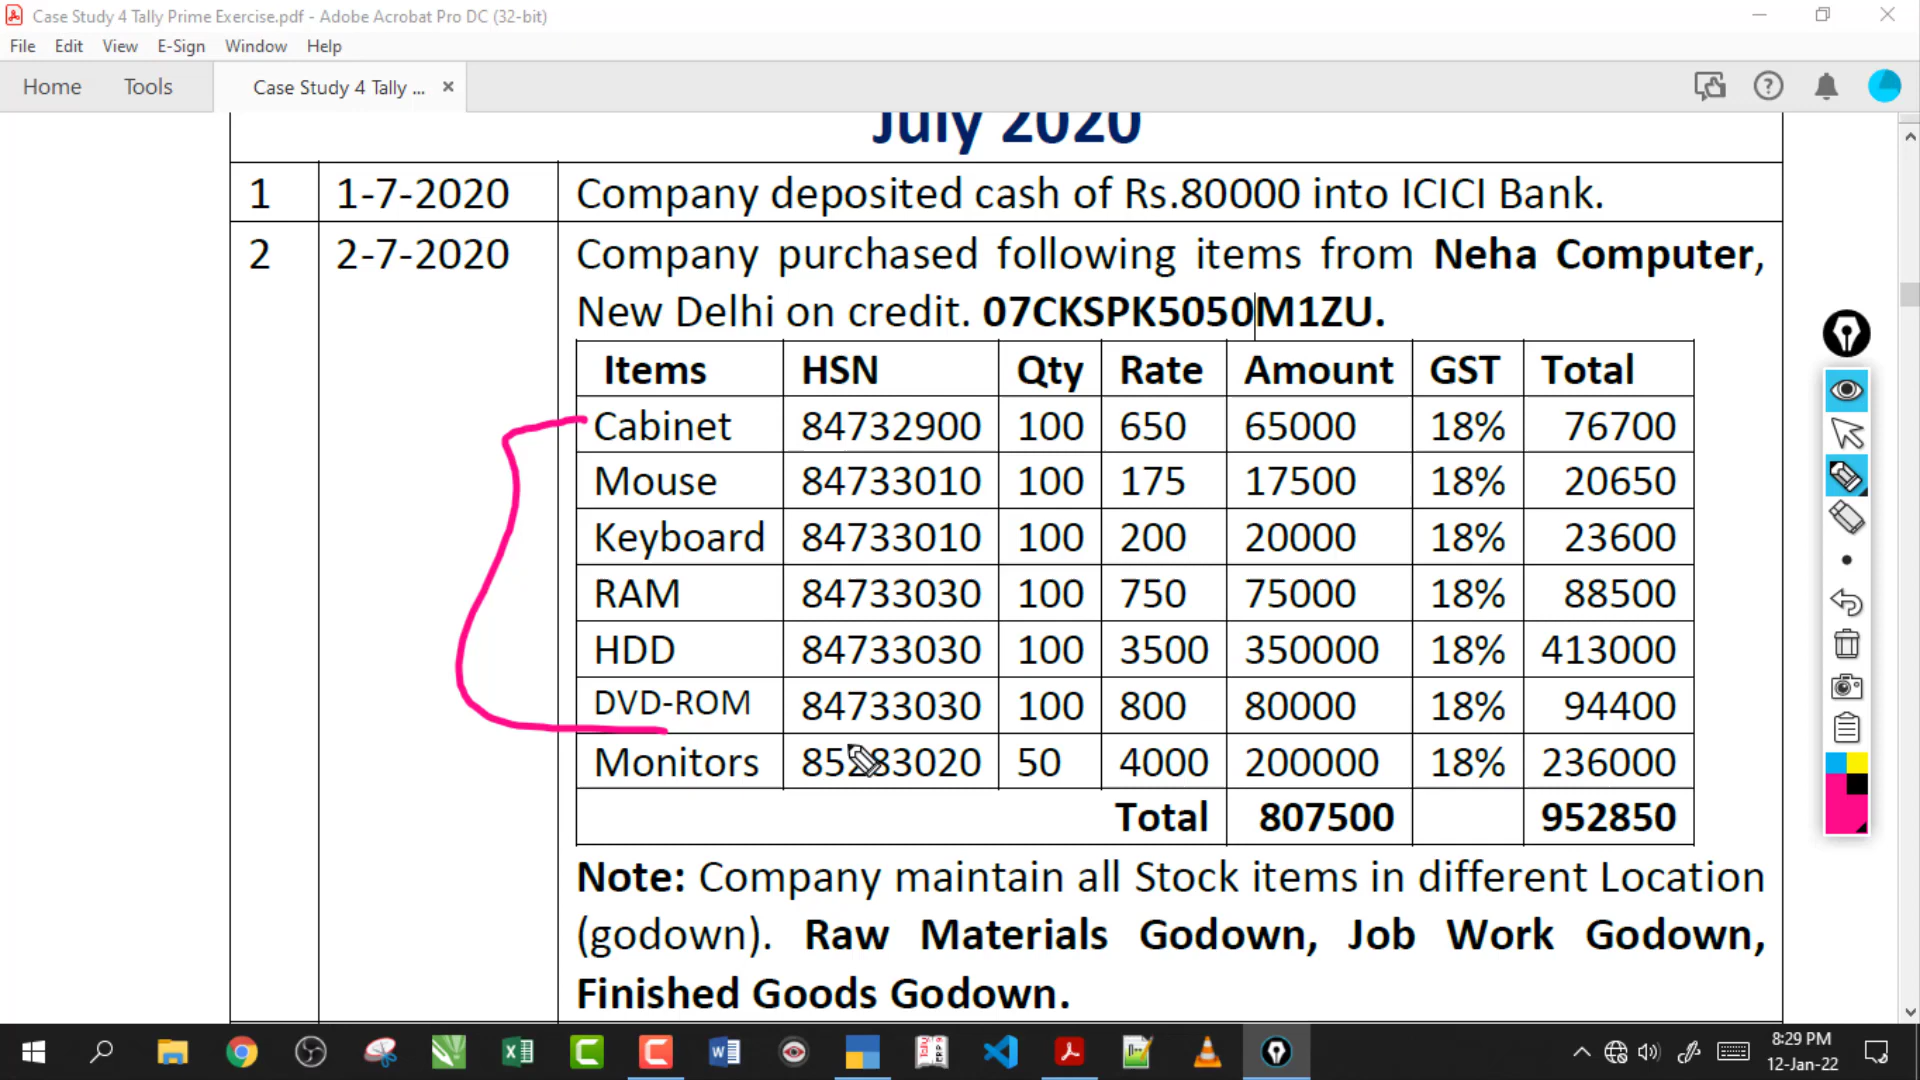 Case Study 4 Tally Prime Exercise.pdf - Adobe Acrobat Pro DC (32-bit)
File Edit View E-Sign Window Help
Home Tools Case Study 4 Tally ... ×
July 2020
1 1-7-2020 Company deposited cash of Rs.80000 into ICICI Bank.
2 2-7-2020 Company purchased following items from Neha Computer,
New Delhi on credit. 07CKSPK5050M1ZU.
Items HSN Qty Rate Amount GST Total
Cabinet 84732900 100 650 65000 18% 76700
Mouse 84733010 100 175 17500 18% 20650
Keyboard 84733010 100 200 20000 18% 23600
RAM 84733030 100 750 75000 18% 88500
HDD 84733030 100 3500 350000 18% 413000
DVD-ROM 84733030 100 800 80000 18% 94400
Monitors 50 4000 200000 18% 236000
Total 807500 952850
Note: Company maintain all Stock items in different Location
(godown). Raw Materials Godown, Job Work Godown,
Finished Goods Godown.
8:29 PM
12-Jan-22